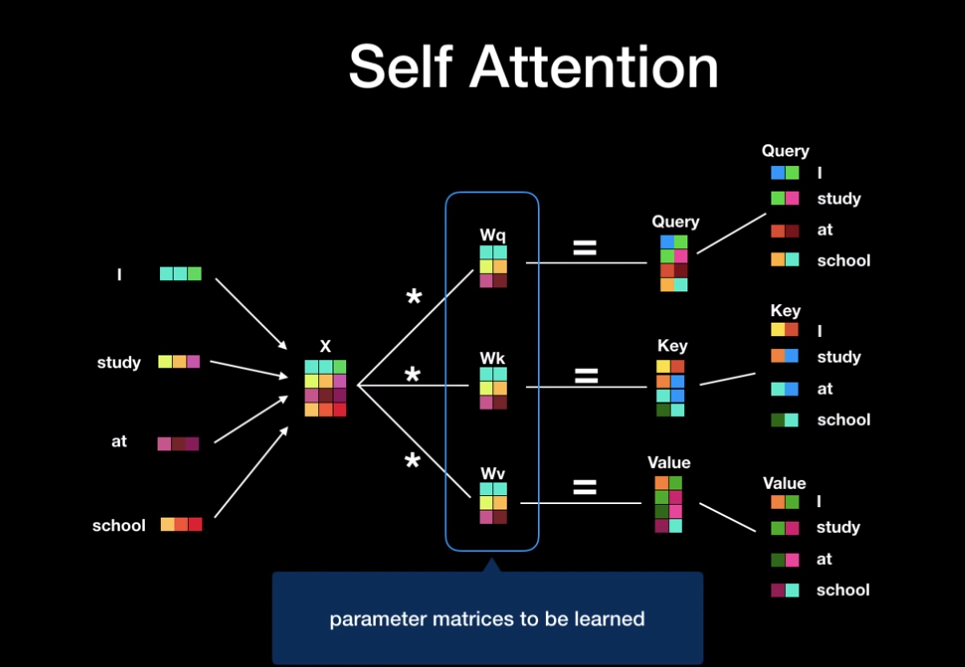 Self Attention
I
study
at
school
X
*
*
*
Wq
Wk
Wv
=
=
=
Query
Key
Value
Query
I
study
at
school
Key
I
study
at
school
Value
I
study
at
school
parameter matrices to be learned